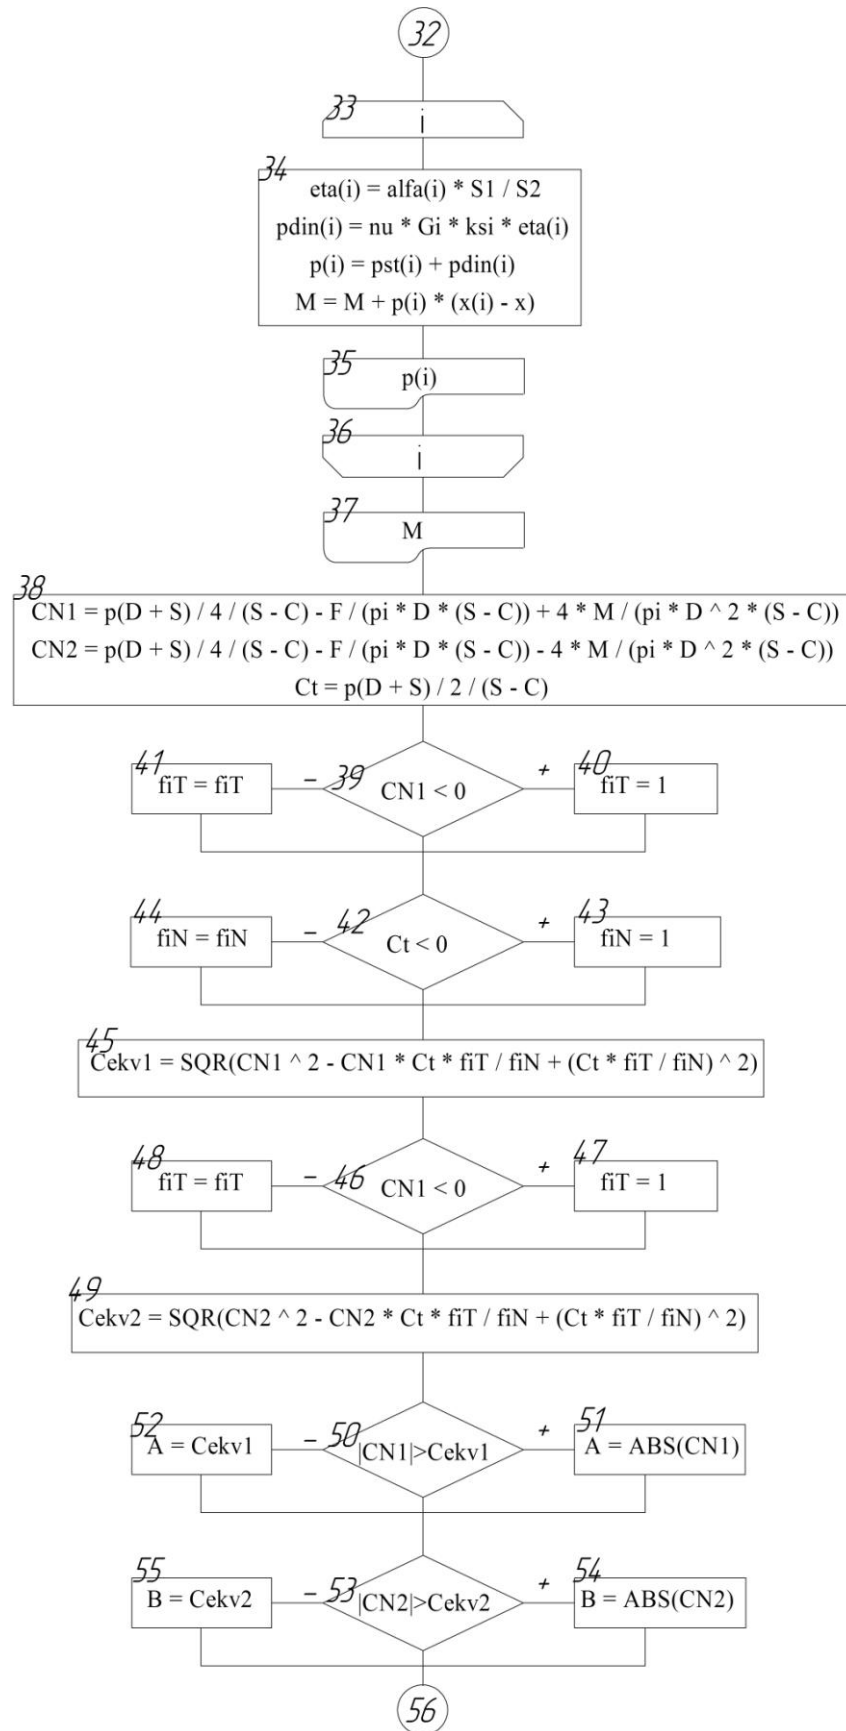 32
33
i
34
eta(i) = alfa(i) * S1 / S2
pdin(i) = nu * Gi * ksi * eta(i)
p(i) = pst(i) + pdin(i)
M = M + p(i) * (x(i) - x)
35
p(i)
36
i
37
M
38
CN1 = p(D + S) / 4 / (S - C) - F / (pi * D * (S - C)) + 4 * M / (pi * D ^ 2 * (S - C))
CN2 = p(D + S) / 4 / (S - C) - F / (pi * D * (S - C)) - 4 * M / (pi * D ^ 2 * (S - C))
Ct = p(D + S) / 2 / (S - C)
41 - 39 + 40
fiT = fiT CN1 < 0 fiT = 1
44 - 42 + 43
fiN = fiN Ct < 0 fiN = 1
45
Cekv1 = SQR(CN1 ^ 2 - CN1 * Ct * fiT / fiN + (Ct * fiT / fiN) ^ 2)
48 - 46 + 47
fiT = fiT CN1 < 0 fiT = 1
49
Cekv2 = SQR(CN2 ^ 2 - CN2 * Ct * fiT / fiN + (Ct * fiT / fiN) ^ 2)
52 - 50 + 51
A = Cekv1 |CN1|>Cekv1 A = ABS(CN1)
55 - 53 + 54
B = Cekv2 |CN2|>Cekv2 B = ABS(CN2)
56